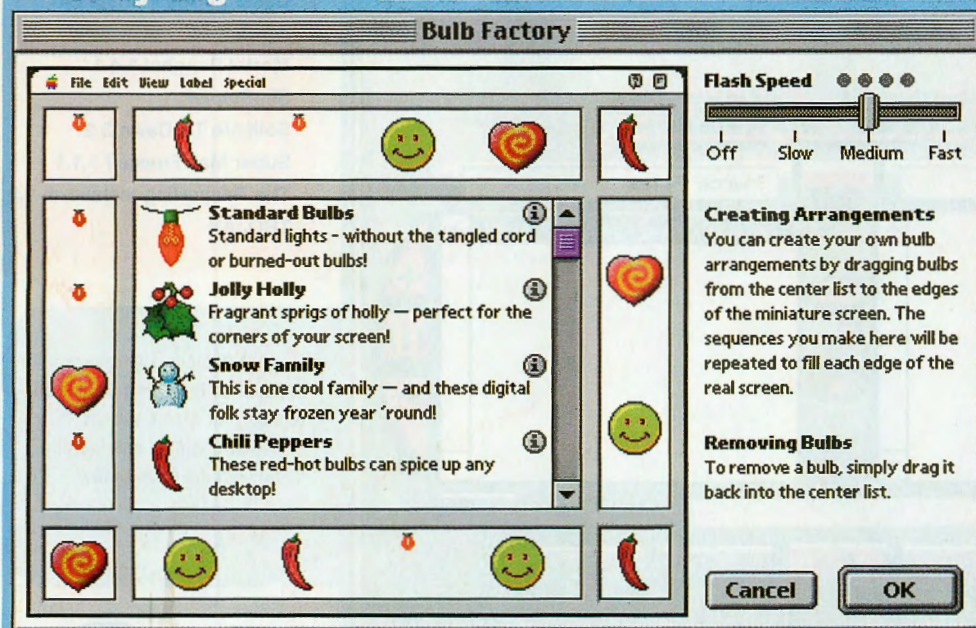 Bulb Factory
File Edit View Label Special
Standard Bulbs
Standard lights - without the tangled cord
or burned-out bulbs!
Jolly Holly
Fragrant sprigs of holly — perfect for the
corners of your screen!
Snow Family
This is one cool family — and these digital
folk stay frozen year 'round!
Chili Peppers
These red-hot bulbs can spice up any
desktop!
Flash Speed
Off Slow Medium Fast
Creating Arrangements
You can create your own bulb
arrangements by dragging bulbs
from the center list to the edges
of the miniature screen. The
sequences you make here will be
repeated to fill each edge of the
real screen.
Removing Bulbs
To remove a bulb, simply drag it
back into the center list.
Cancel OK